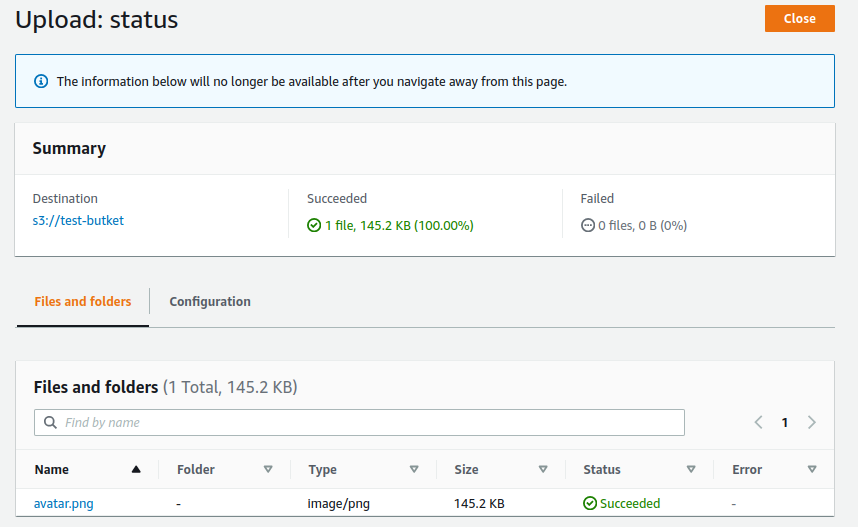 Upload: status
Close
The information below will no longer be available after you navigate away from this page.
Summary
Destination
s3://test-butket
Succeeded
1 file, 145.2 KB (100.00%)
Failed
0 files, 0 B (0%)
Files and folders
Configuration
Files and folders (1 Total, 145.2 KB)
Find by name
1
Name Folder Type Size Status Error
avatar.png - image/png 145.2 KB Succeeded -